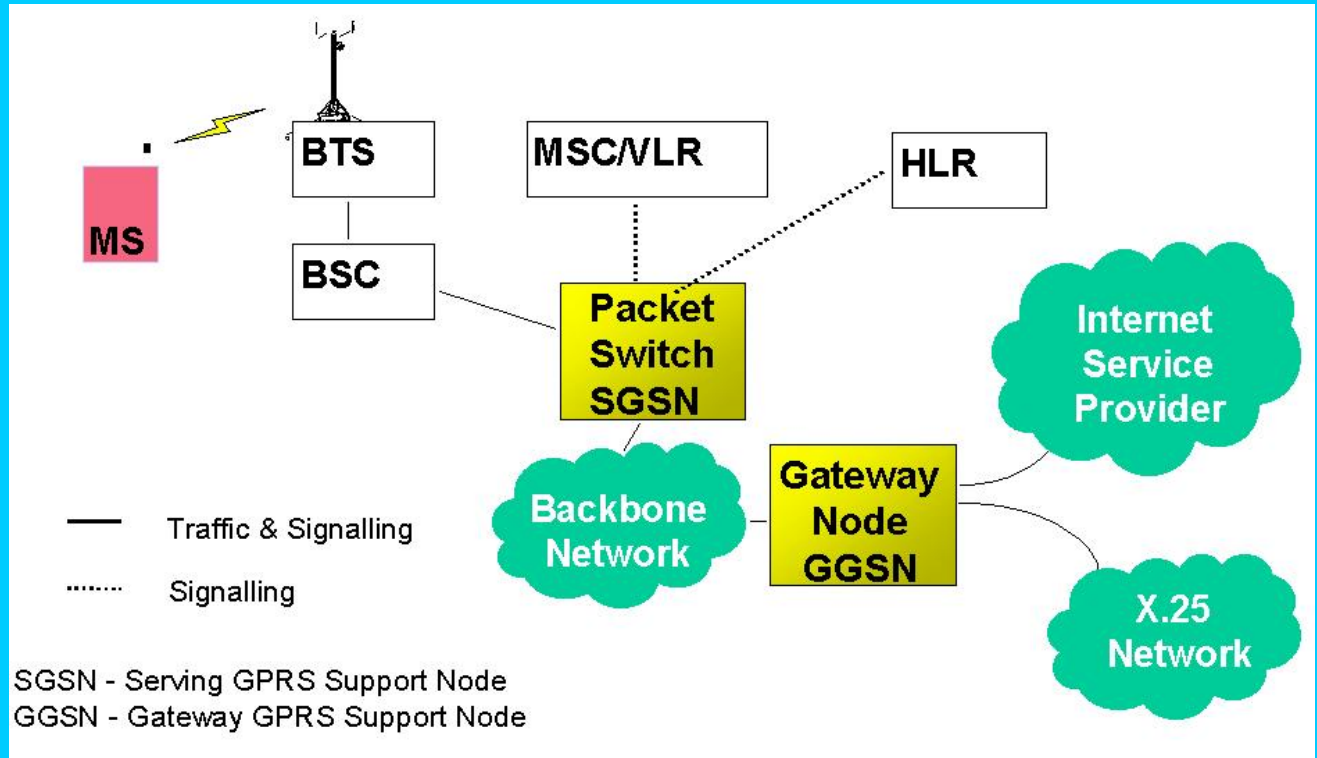 BTS
MSC/VLR
HLR
MS
BSC
Packet
Switch
SGSN
Internet
Service
Provider
Backbone
Network
Gateway
Node
GGSN
X.25
Network
Traffic & Signalling
Signalling
SGSN - Serving GPRS Support Node
GGSN - Gateway GPRS Support Node